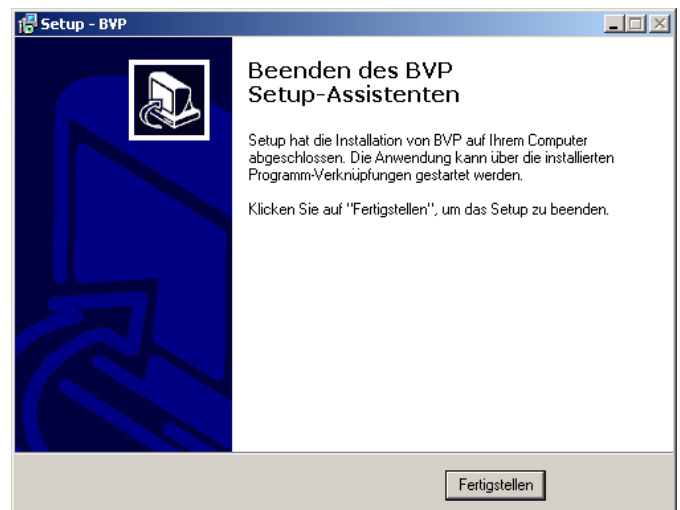 Setup - BVP
Beenden des BVP
Setup-Assistenten
Setup hat die Installation von BVP auf Ihrem Computer
abgeschlossen. Die Anwendung kann über die installierten
Programm-Verknüpfungen gestartet werden.
Klicken Sie auf "Fertigstellen", um das Setup zu beenden.
Fertigstellen